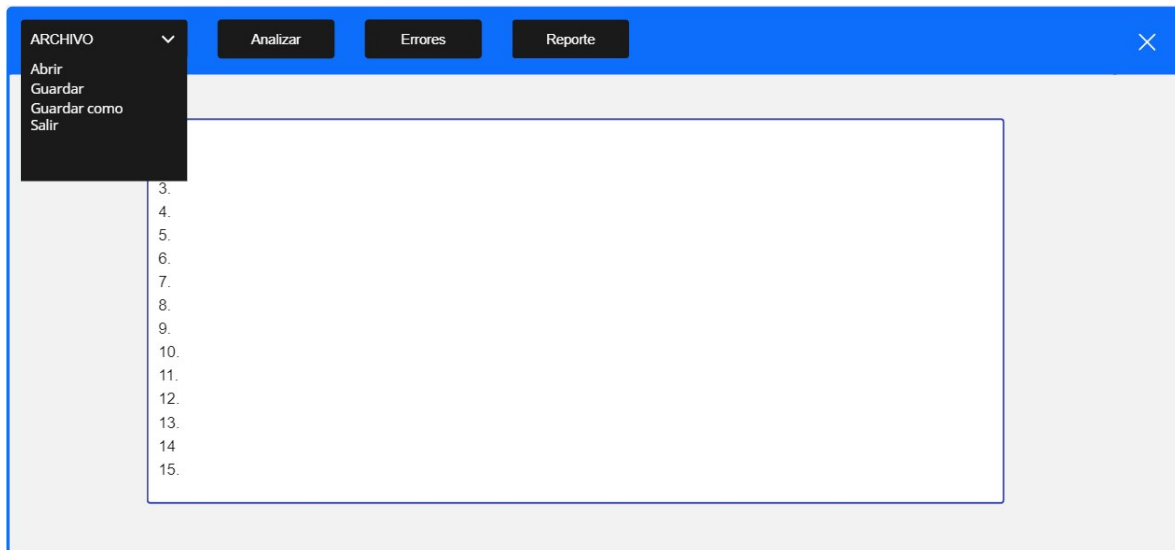 ARCHIVO
Analizar
Errores
Reporte
Abrir
Guardar
Guardar como
Salir
3.
4.
5.
6.
7.
8.
9.
10.
11.
12.
13.
14
15.